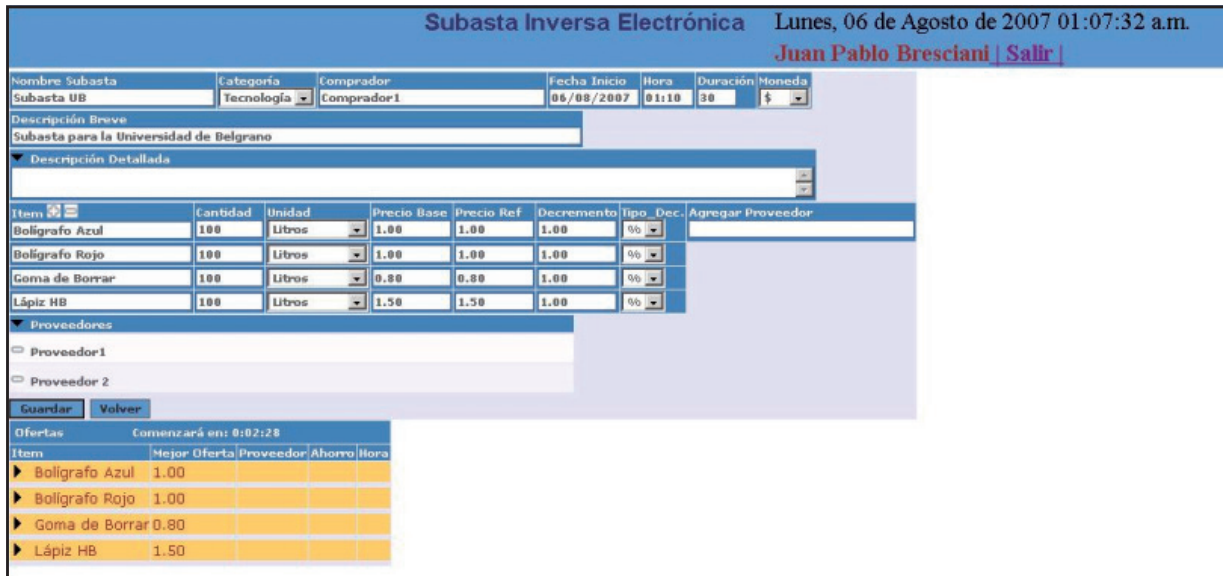 Subasta Inversa Electrónica Lunes, 06 de Agosto de 2007 01:07:32 a.m.
Juan Pablo Bresciani | Salir |
Nombre Subasta Categoría Comprador Fecha Inicio Hora Duración Moneda
Subasta UB Tecnología Comprador1 06/08/2007 01:10 30 $
Descripción Breve
Subasta para la Universidad de Belgrano
Descripción Detallada
Item Cantidad Unidad Precio Base Precio Ref Decremento Tipo_Dec. Agregar Proveedor
Bolígrafo Azul 100 Litros 1.00 1.00 1.00 %
Bolígrafo Rojo 100 Litros 1.00 1.00 1.00 %
Goma de Borrar 100 Litros 0.80 0.80 1.00 %
Lápiz HB 100 Litros 1.50 1.50 1.00 %
Proveedores
Proveedor1
Proveedor 2
Guardar Volver
Ofertas Comenzará en: 0:02:28
Item Mejor Oferta Proveedor Ahorro Hora
Bolígrafo Azul 1.00
Bolígrafo Rojo 1.00
Goma de Borrar 0.80
Lápiz HB 1.50